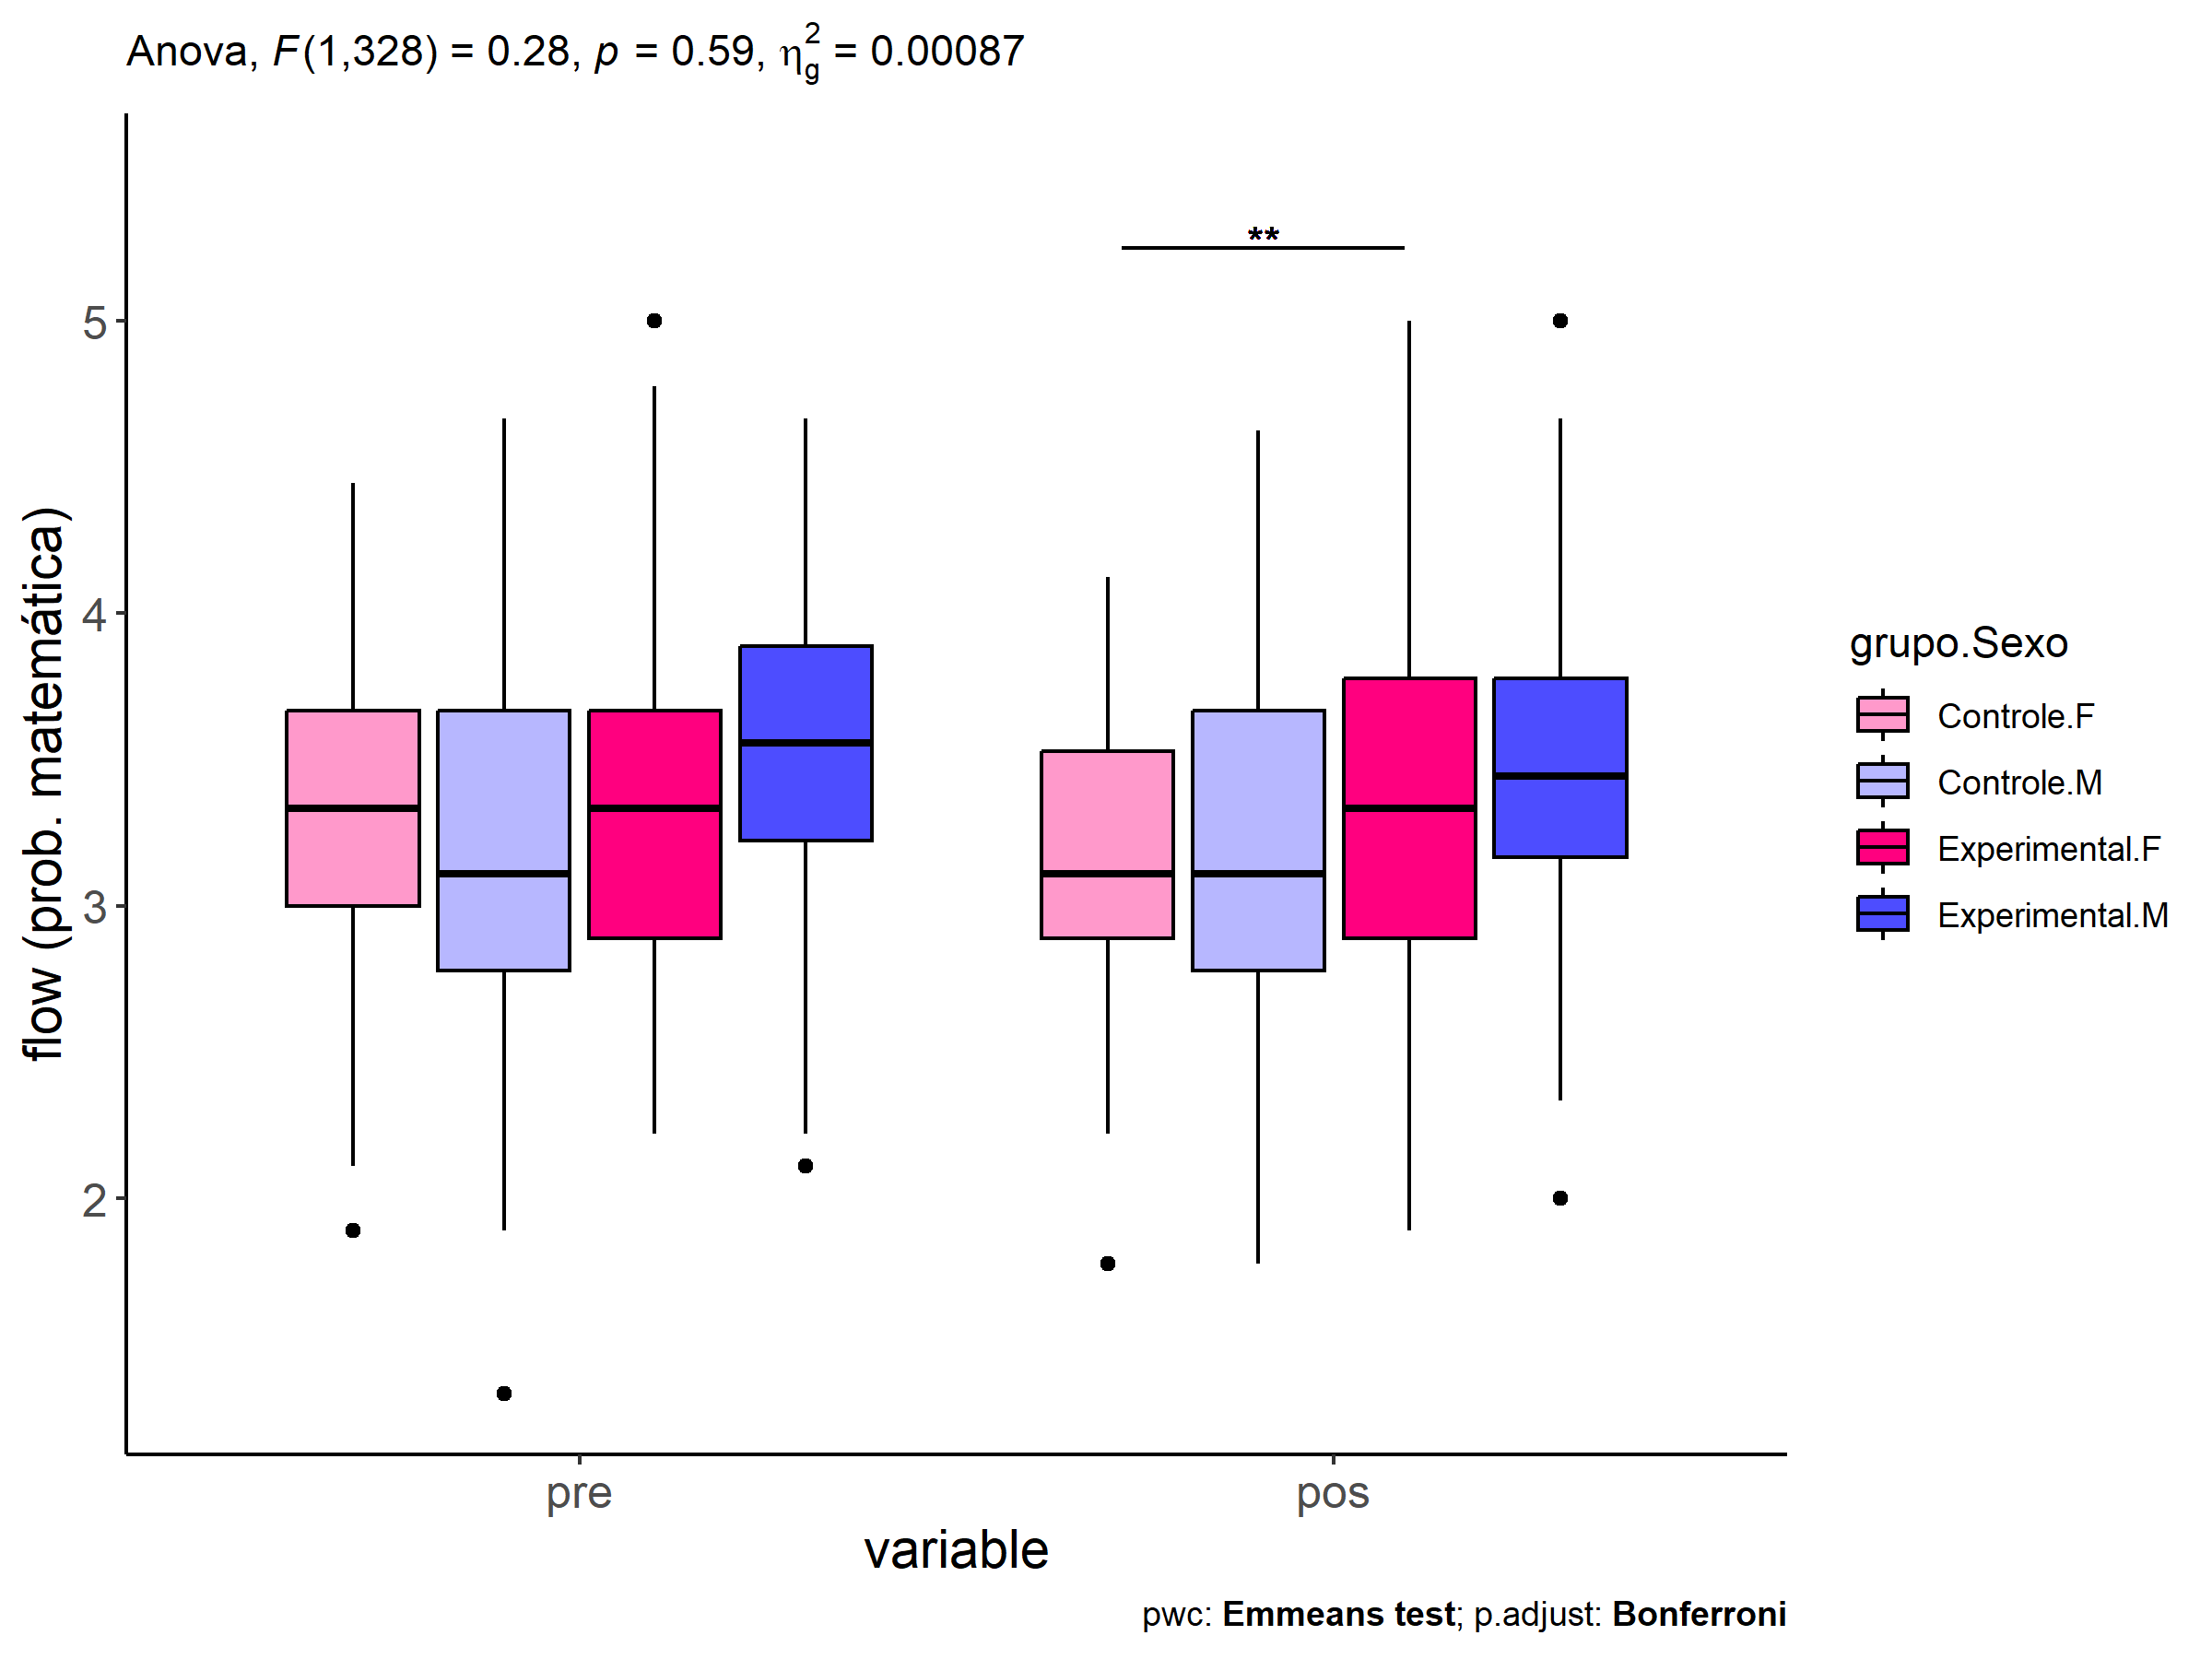 Anova, F(1,328) = 0.28, p = 0.59, η²g = 0.00087
**
5
4
3
2
flow (prob. matemática)
pre
pos
variable
grupo.Sexo
Controle.F
Controle.M
Experimental.F
Experimental.M
pwc: Emmeans test; p.adjust: Bonferroni